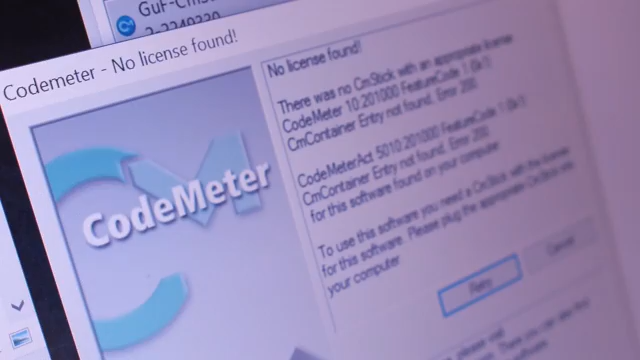 Codemeter - No license found!
No license found!
There was no CmStick with an appropriate license
CodeMeter 10:201000 FeatureCode 1 (0x1)
CmContainer Entry not found. Error 200.
CodeMeterAct 5010:201000 FeatureCode 1 (0x1)
CmContainer Entry not found. Error 200.
for this software found on your computer
To use this software you need a CmStick with the license
for this software. Please plug the appropriate CmStick into
your computer
CodeMeter
Retry
Cancel